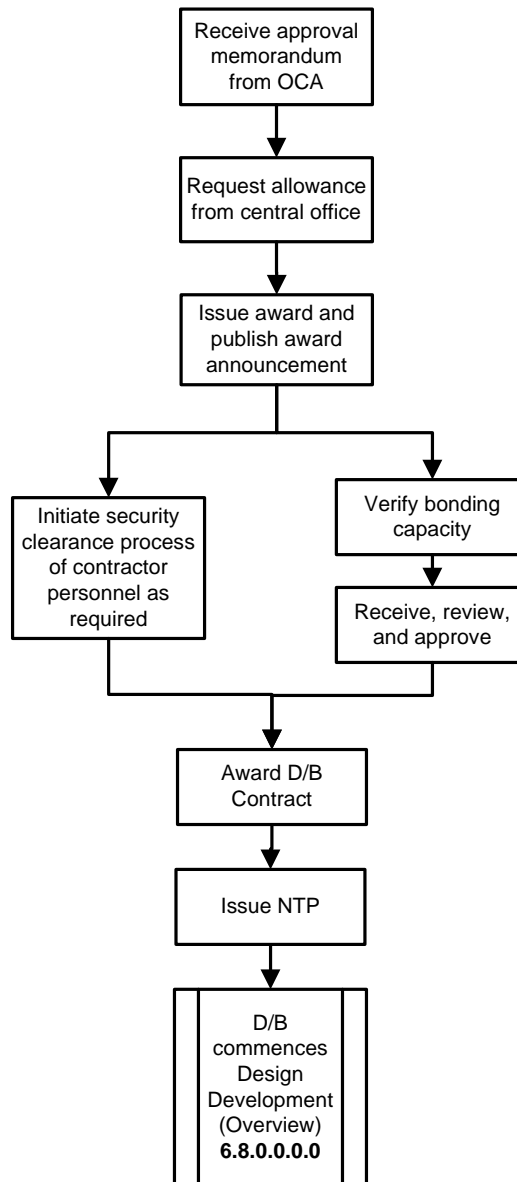 Receive approval
memorandum
from OCA
Request allowance
from central office
Issue award and
publish award
announcement
Initiate security
clearance process
of contractor
personnel as
required
Verify bonding
capacity
Receive, review,
and approve
Award D/B
Contract
Issue NTP
D/B
commences
Design
Development
(Overview)
6.8.0.0.0.0